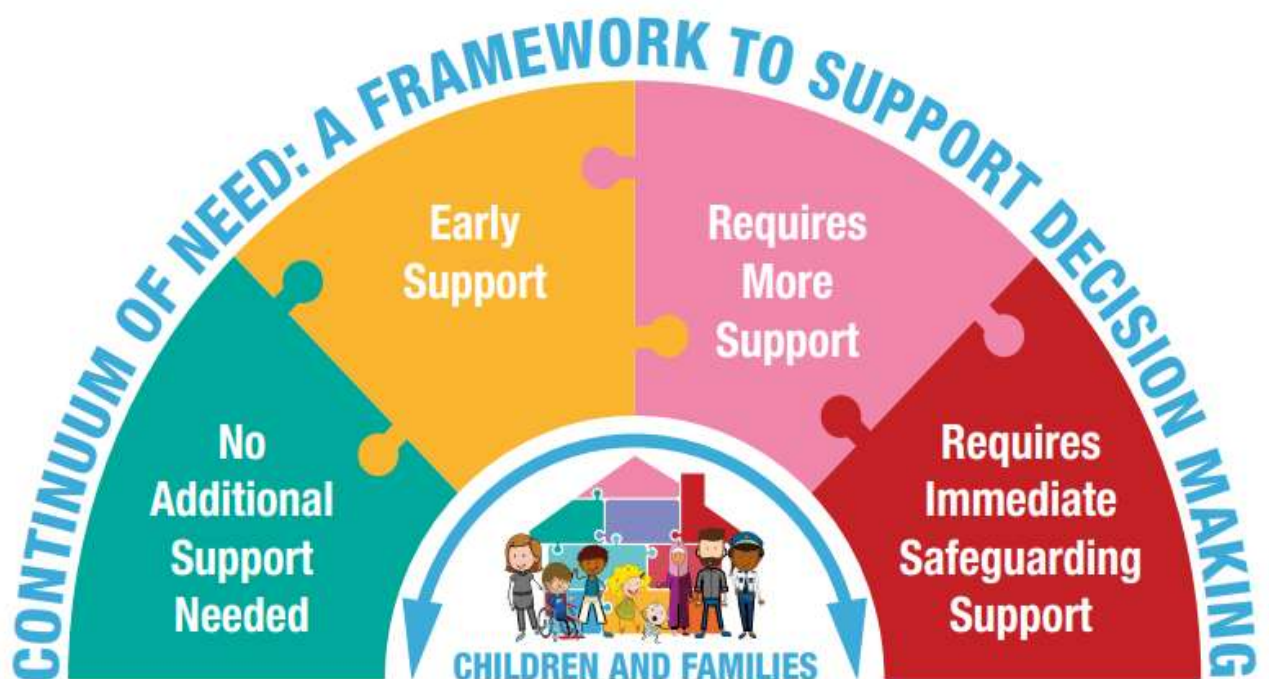 CONTINUUM OF NEED: A FRAMEWORK TO SUPPORT DECISION MAKING
Early
Support
Requires
More
Support
No
Additional
Support
Needed
Requires
Immediate
Safeguarding
Support
CHILDREN AND FAMILIES